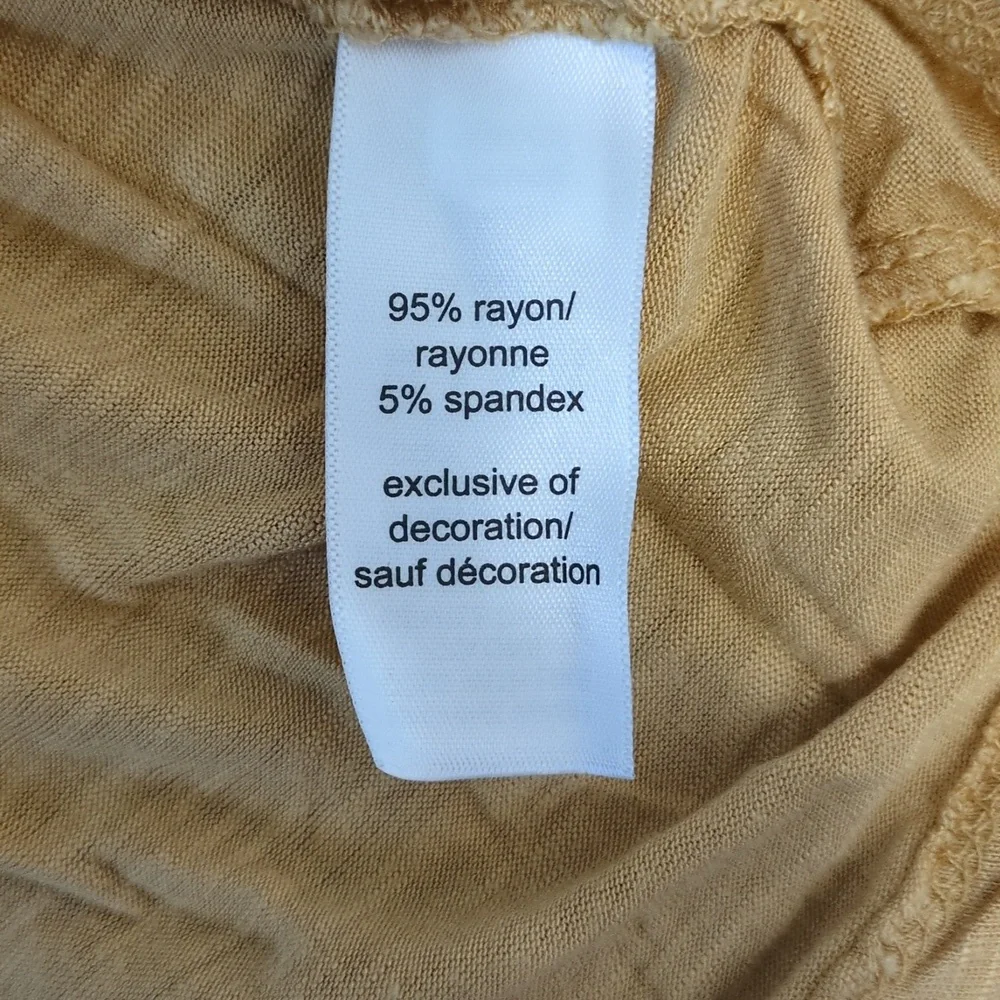 95% rayon/
rayonne
5% spandex
exclusive of
decoration/
sauf décoration